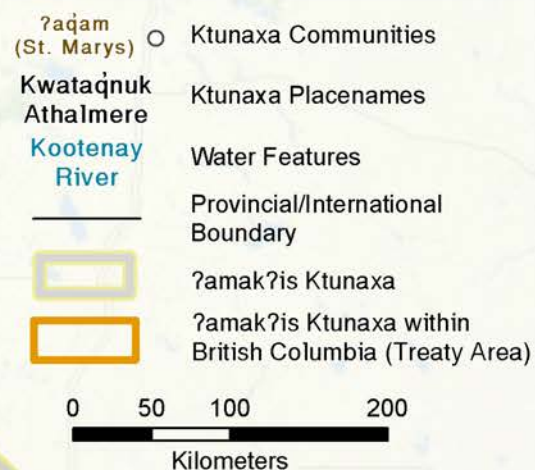 ʔaq̓am
(St. Marys)
Ktunaxa Communities
Kwataq̓nuk
Athalmere
Ktunaxa Placenames
Kootenay
River
Water Features
Provincial/International
Boundary
ʔamakʔis Ktunaxa
ʔamakʔis Ktunaxa within
British Columbia (Treaty Area)
0 50 100 200
Kilometers